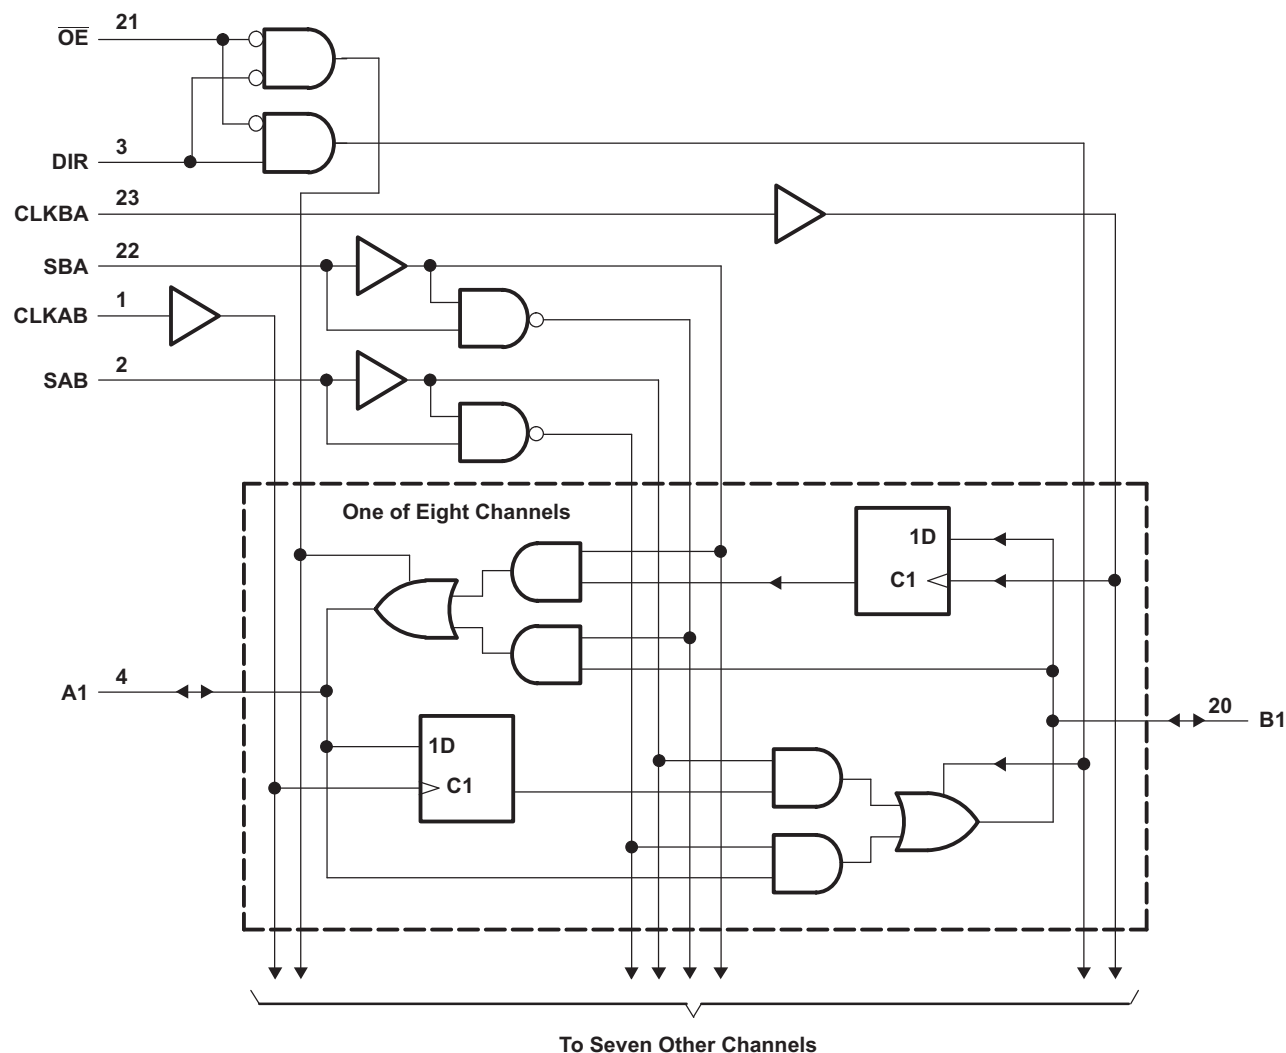 O̅E̅ 21
DIR 3
CLKBA 23
SBA 22
CLKAB 1
SAB 2
One of Eight Channels
1D
C1
A1 4
20 B1
1D
C1
To Seven Other Channels